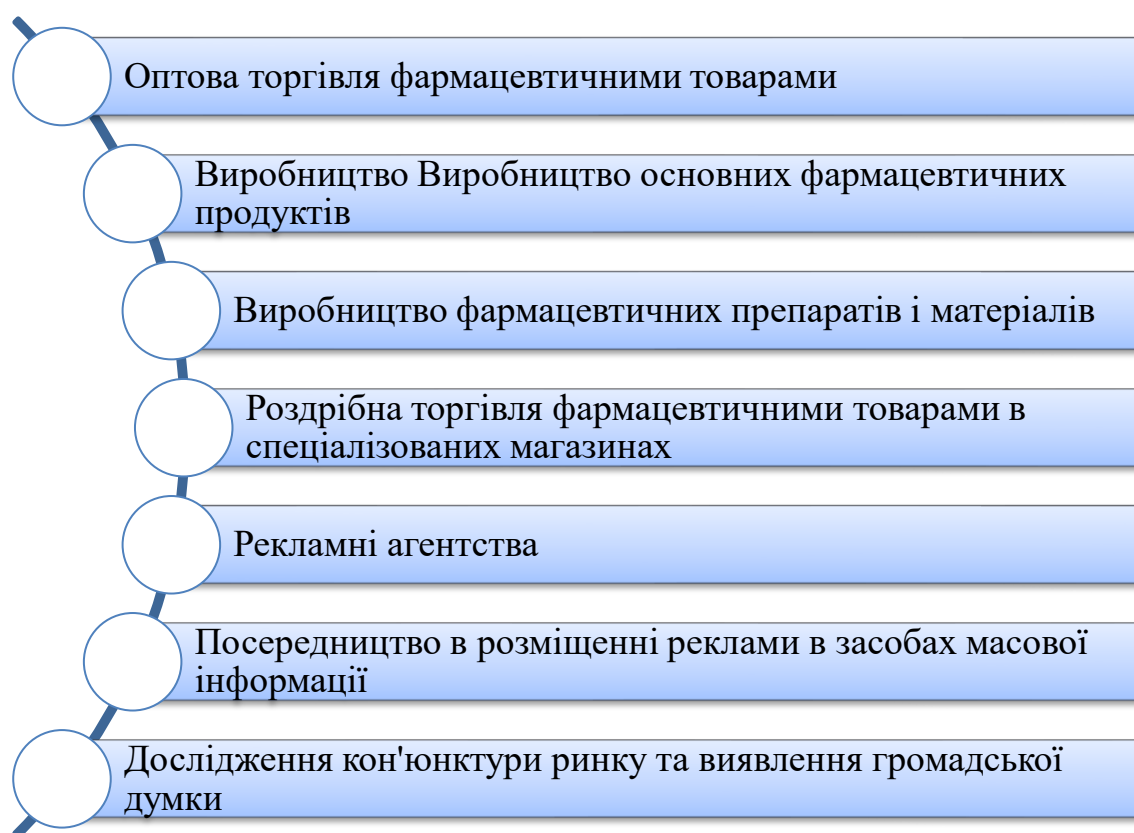 Оптова торгівля фармацевтичними товарами
Виробництво Виробництво основних фармацевтичних
продуктів
Виробництво фармацевтичних препаратів і матеріалів
Роздрібна торгівля фармацевтичними товарами в
спеціалізованих магазинах
Рекламні агентства
Посередництво в розміщенні реклами в засобах масової
інформації
Дослідження кон'юнктури ринку та виявлення громадської
думки